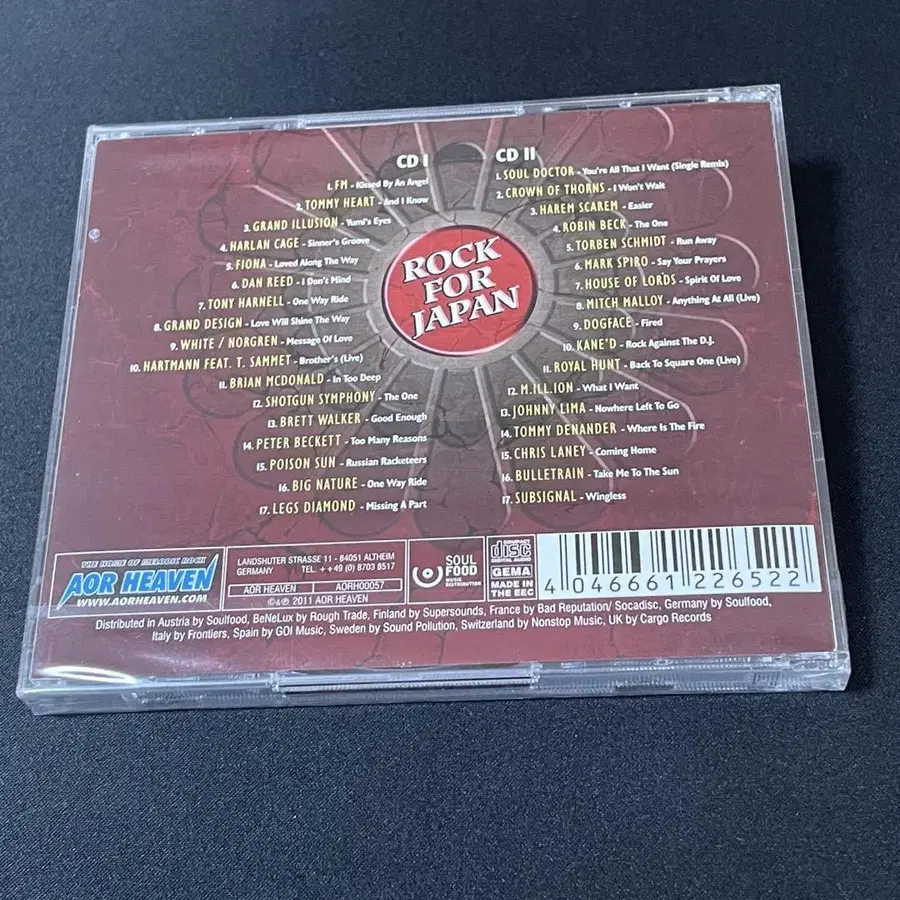 CD I
1. FM - Kissed By An Angel
2. TOMMY HEART - And I Know
3. GRAND ILLUSION - Yumi's Eyes
4. HARLAN CAGE - Sinner's Groove
5. FIONA - Loved Along The Way
6. DAN REED - I Don't Mind
7. TONY HARNELL - One Way Ride
8. GRAND DESIGN - Love Will Shine The Way
9. WHITE / NORGREN - Message Of Love
10. HARTMANN FEAT. T. SAMMET - Brother's (Live)
11. BRIAN MCDONALD - In Too Deep
12. SHOTGUN SYMPHONY - The One
13. BRETT WALKER - Good Enough
14. PETER BECKETT - Too Many Reasons
15. POISON SUN - Russian Racketeers
16. BIG NATURE - One Way Ride
17. LEGS DIAMOND - Missing A Part
ROCK
FOR
JAPAN
CD II
1. SOUL DOCTOR - You're All That I Want (Single Remix)
2. CROWN OF THORNS - I Won't Wait
3. HAREM SCAREM - Easier
4. ROBIN BECK - The One
5. TORBEN SCHMIDT - Run Away
6. MARK SPIRO - Say Your Prayers
7. HOUSE OF LORDS - Spirit Of Love
8. MITCH MALLOY - Anything At All (Live)
9. DOGFACE - Fired
10. KANE'D - Rock Against The D.J.
11. ROYAL HUNT - Back To Square One (Live)
12. M.ILL.ION - What I Want
13. JOHNNY LIMA - Nowhere Left To Go
14. TOMMY DENANDER - Where Is The Fire
15. CHRIS LANEY - Coming Home
16. BULLETRAIN - Take Me To The Sun
17. SUBSIGNAL - Wingless
THE HOME OF MELODIC ROCK
AOR HEAVEN
WWW.AORHEAVEN.COM
LANDSHUTER STRASSE 11 - 84051 ALTHEIM
GERMANY TEL. ++49 (0) 8703 8517
AOR HEAVEN AORH00057
©&℗ 2011 AOR HEAVEN
SOUL
FOOD
MUSIC
DISTRIBUTION
COMPACT
disc
DIGITAL AUDIO
GEMA
MADE IN
THE EEC
4 046661 226522
Distributed in Austria by Soulfood, BeNeLux by Rough Trade, Finland by Supersounds, France by Bad Reputation/ Socadisc, Germany by Soulfood,
Italy by Frontiers, Spain by GO! Music, Sweden by Sound Pollution, Switzerland by Nonstop Music, UK by Cargo Records